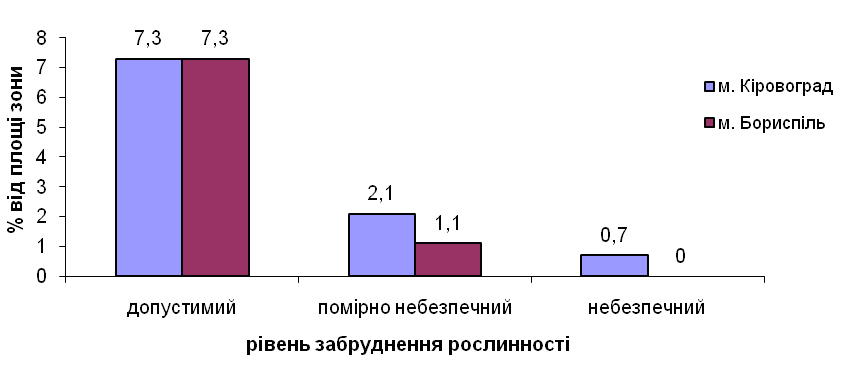 % від площі зони
8
7
6
5
4
3
2
1
0
7,3 7,3
2,1
1,1
0,7
0
допустимий помірно небезпечний небезпечний
рівень забруднення рослинності
м. Кіровоград
м. Бориспіль